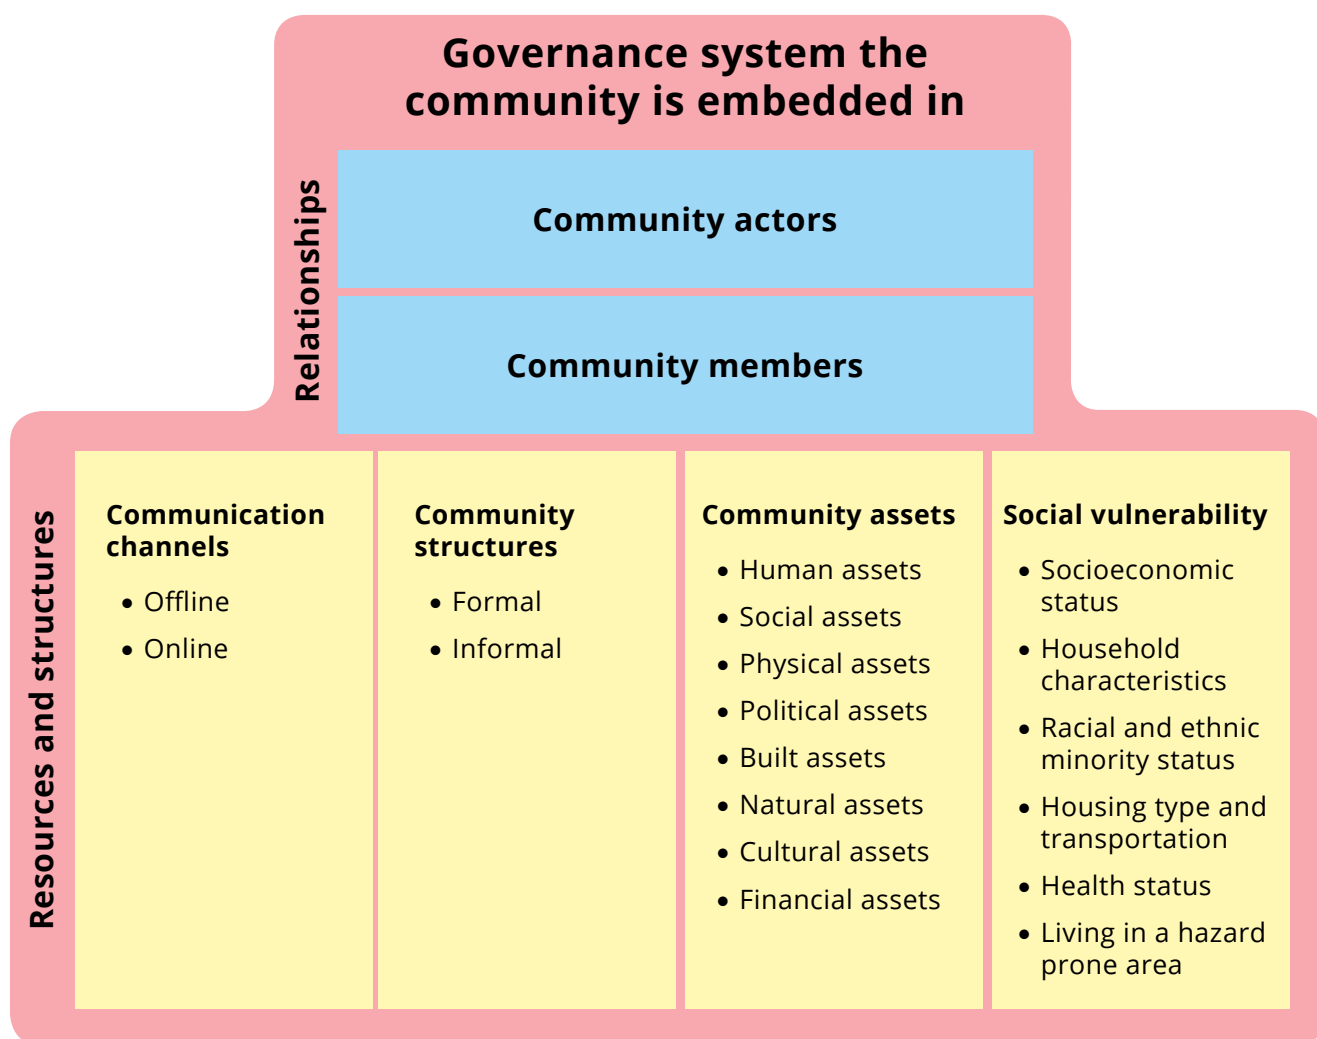 Governance system the
community is embedded in
Relationships
Community actors
Community members
Resources and structures
Communication
channels
• Offline
• Online
Community
structures
• Formal
• Informal
Community assets
• Human assets
• Social assets
• Physical assets
• Political assets
• Built assets
• Natural assets
• Cultural assets
• Financial assets
Social vulnerability
• Socioeconomic
status
• Household
characteristics
• Racial and ethnic
minority status
• Housing type and
transportation
• Health status
• Living in a hazard
prone area